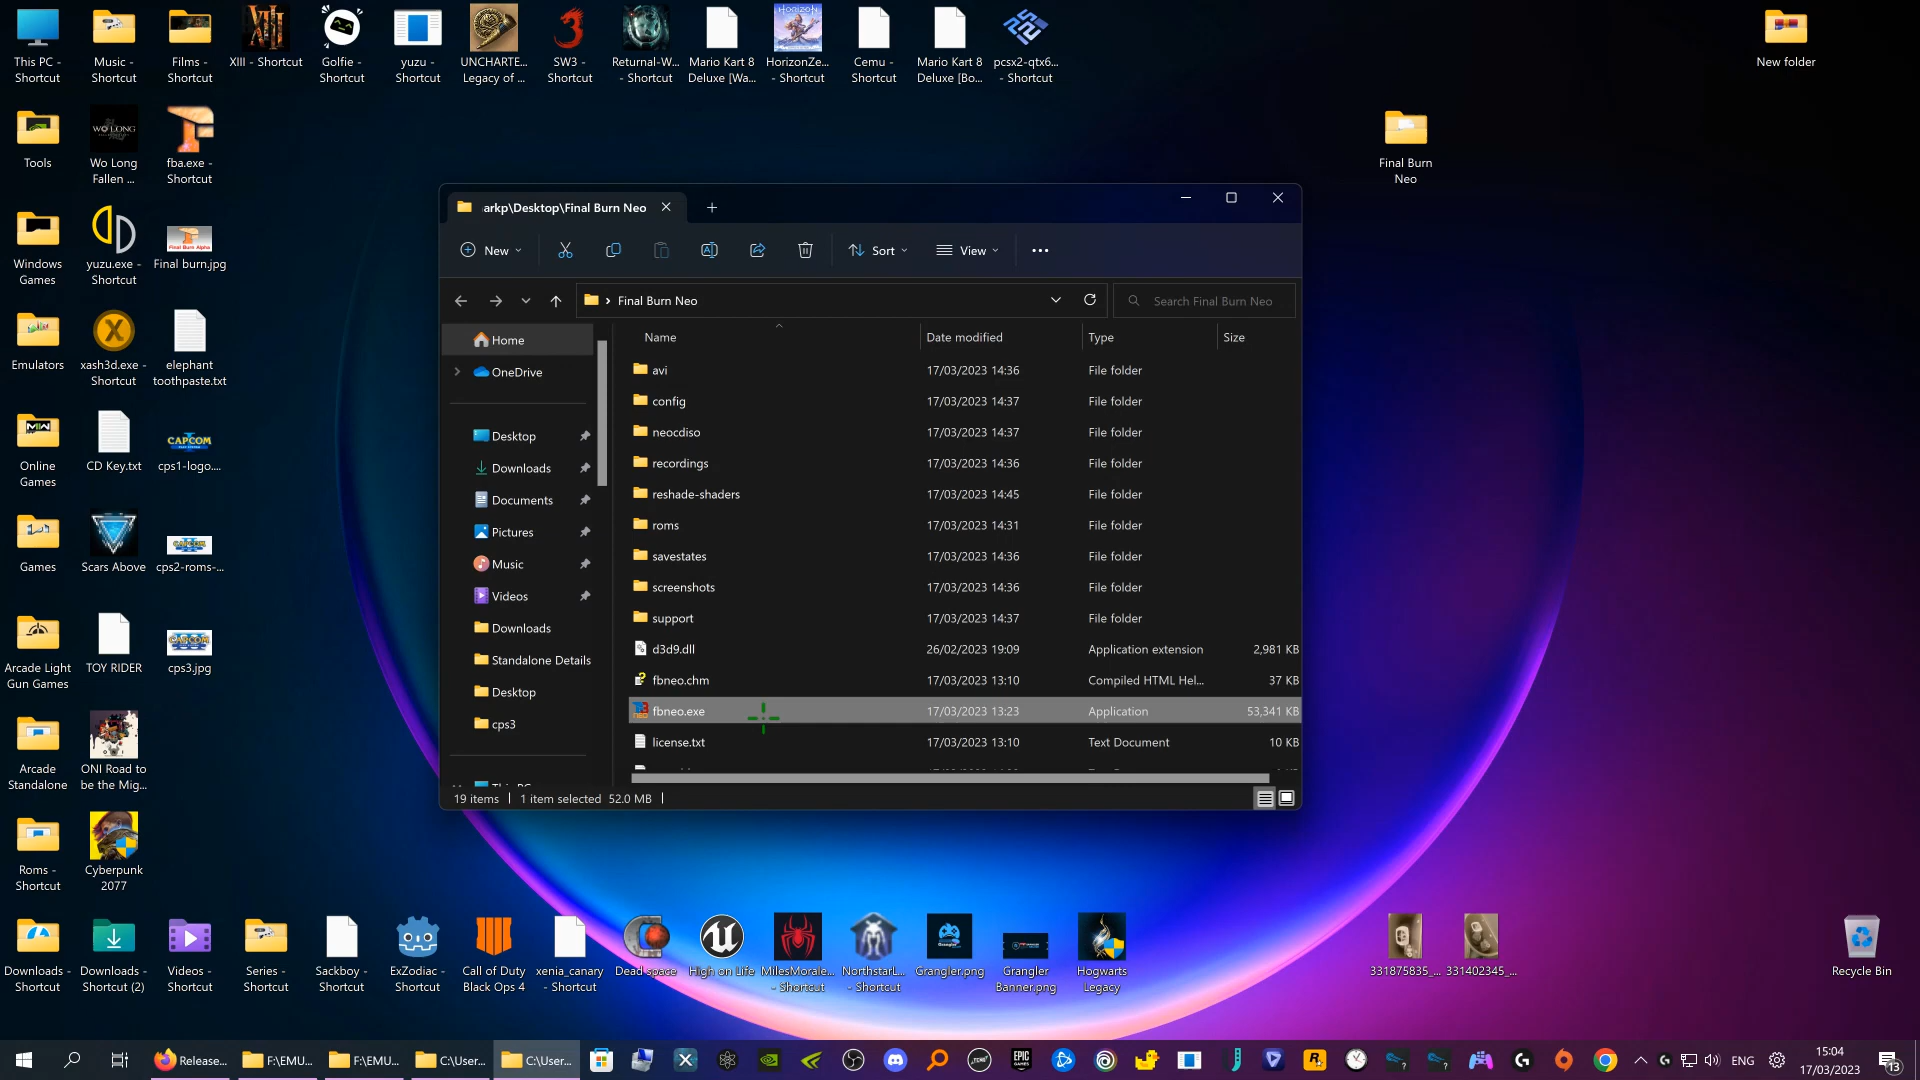 This PC -
Shortcut
Music -
Shortcut
Films -
Shortcut
XIII - Shortcut
Golfie -
Shortcut
yuzu -
Shortcut
UNCHARTE...
Legacy of ...
SW3 -
Shortcut
Returnal-W...
- Shortcut
Mario Kart 8
Deluxe [Wa...
HorizonZe...
- Shortcut
Cemu -
Shortcut
Mario Kart 8
Deluxe [Bo...
pcsx2-qtx6...
- Shortcut
New folder
Tools
Wo Long
Fallen ...
fba.exe -
Shortcut
Final Burn
Neo
Windows
Games
yuzu.exe -
Shortcut
Final burn.jpg
Emulators
xash3d.exe -
Shortcut
elephant
toothpaste.txt
Online
Games
CD Key.txt
cps1-logo....
Games
Scars Above
cps2-roms-...
Arcade Light
Gun Games
TOY RIDER
cps3.jpg
Arcade
Standalone
ONI Road to
be the Mig...
Roms -
Shortcut
Cyberpunk
2077
arkp\Desktop\Final Burn Neo
New
Sort
View
Final Burn Neo
Search Final Burn Neo
Home
OneDrive
Desktop
Downloads
Documents
Pictures
Music
Videos
Downloads
Standalone Details
Desktop
cps3
Name Date modified Type Size
avi 17/03/2023 14:36 File folder
config 17/03/2023 14:37 File folder
neocdiso 17/03/2023 14:37 File folder
recordings 17/03/2023 14:36 File folder
reshade-shaders 17/03/2023 14:45 File folder
roms 17/03/2023 14:31 File folder
savestates 17/03/2023 14:36 File folder
screenshots 17/03/2023 14:36 File folder
support 17/03/2023 14:37 File folder
d3d9.dll 26/02/2023 19:09 Application extension 2,981 KB
fbneo.chm 17/03/2023 13:10 Compiled HTML Hel... 37 KB
fbneo.exe 17/03/2023 13:23 Application 53,341 KB
license.txt 17/03/2023 13:10 Text Document 10 KB
19 items 1 item selected 52.0 MB
Downloads -
Shortcut
Downloads -
Shortcut (2)
Videos -
Shortcut
Series -
Shortcut
Sackboy -
Shortcut
ExZodiac -
Shortcut
Call of Duty
Black Ops 4
xenia_canary
- Shortcut
Dead space
High on Life
MilesMorale...
- Shortcut
NorthstarL...
- Shortcut
Grangler.png
Grangler
Banner.png
Hogwarts
Legacy
331875835_...
331402345_...
Recycle Bin
Release...
F:\EMU...
F:\EMU...
C:\User...
C:\User...
ENG
15:04
17/03/2023
13